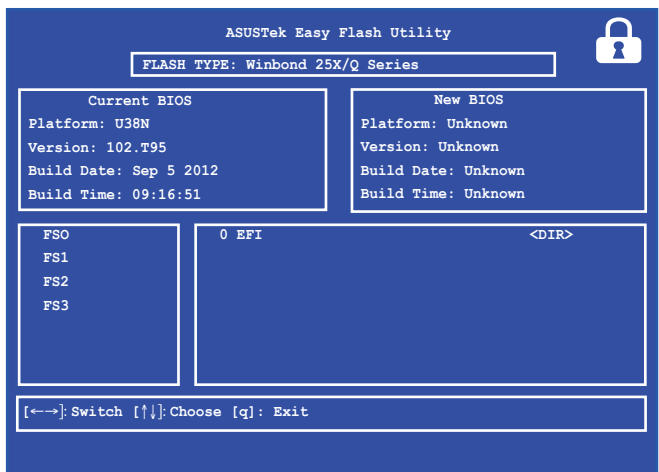 ASUSTek Easy Flash Utility
FLASH TYPE: Winbond 25X/Q Series
Current BIOS
Platform: U38N
Version: 102.T95
Build Date: Sep 5 2012
Build Time: 09:16:51
New BIOS
Platform: Unknown
Version: Unknown
Build Date: Unknown
Build Time: Unknown
FSO
FS1
FS2
FS3
0 EFI <DIR>
[←→]: Switch [↑↓]: Choose [q]: Exit